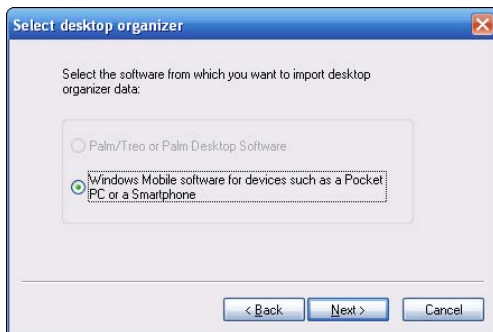 Select desktop organizer
Select the software from which you want to import desktop
organizer data:
Palm/Treo or Palm Desktop Software
Windows Mobile software for devices such as a Pocket
PC or a Smartphone
< Back
Next >
Cancel